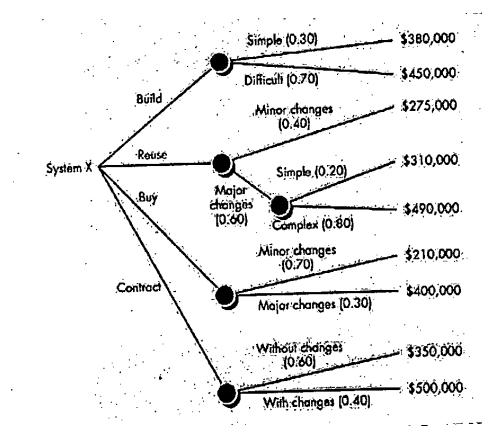 Simple (0.30)
$380,000
Difficult (0.70)
$450,000
Build
Minor changes
(0.40)
$275,000
System X
Reuse
Simple (0.20)
$310,000
Major
changes
(0.60)
Buy
Complex (0.80)
$490,000
Minor changes
(0.70)
$210,000
Contract
Major changes (0.30)
$400,000
Without changes
(0.60)
$350,000
With changes (0.40)
$500,000